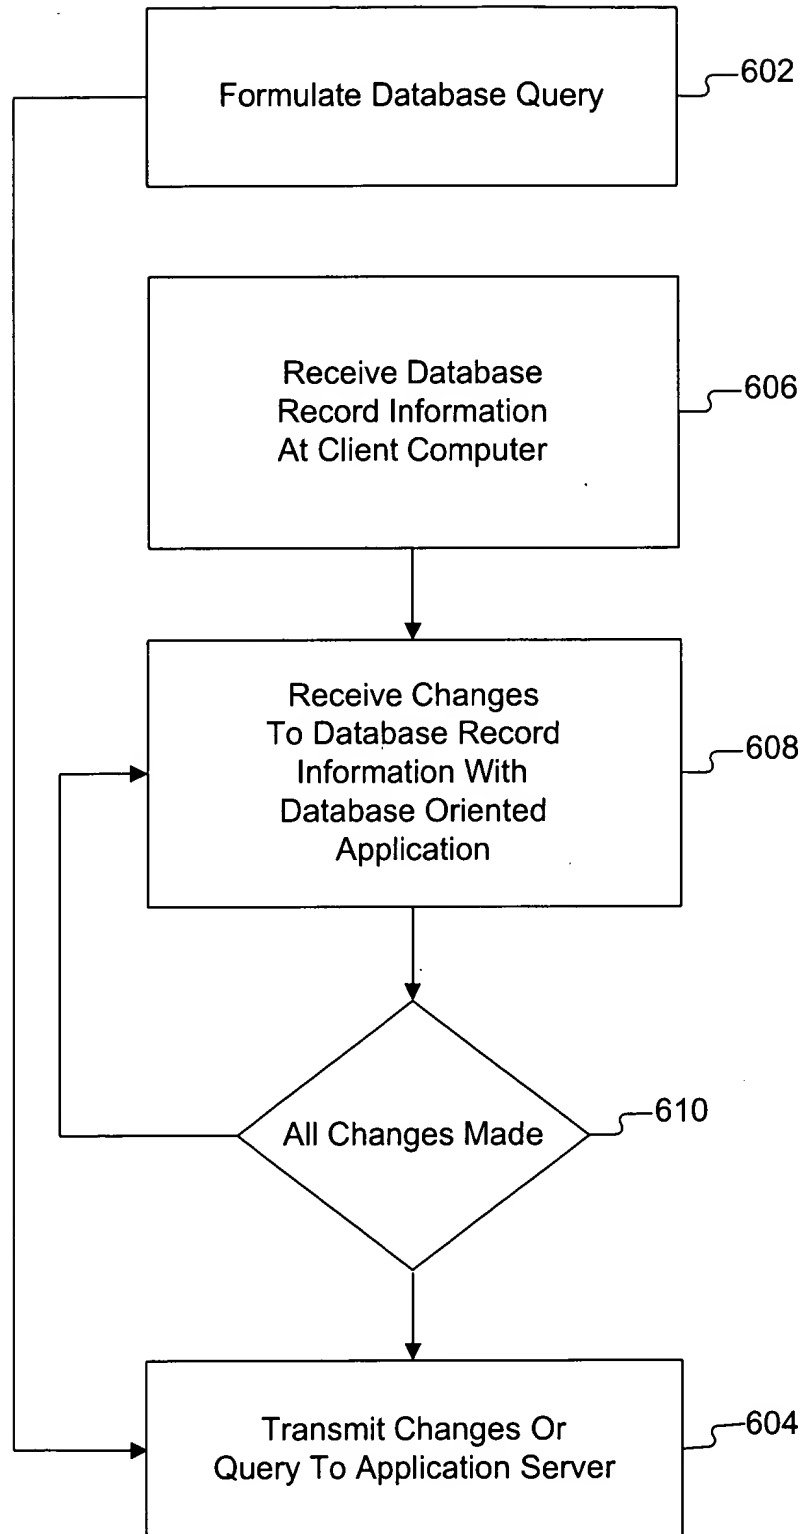 Formulate Database Query
602
Receive Database
Record Information
At Client Computer
606
Receive Changes
To Database Record
Information With
Database Oriented
Application
608
All Changes Made
610
Transmit Changes Or
Query To Application Server
604